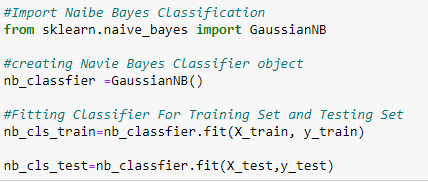 #Import Naibe Bayes Classification
from sklearn.naive_bayes import GaussianNB
#creating Navie Bayes Classifier object
nb_classfier =GaussianNB()
#Fitting Classifier For Training Set and Testing Set
nb_cls_train=nb_classfier.fit(X_train, y_train)
nb_cls_test=nb_classfier.fit(X_test,y_test)